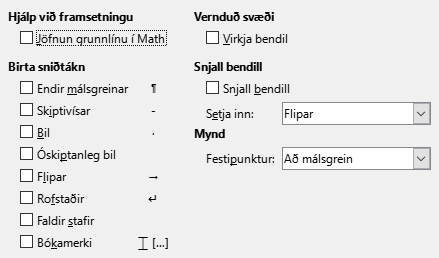 Hjálp við framsetningu
Jöfnun grunnlínu í Math
Birta sniðtákn
Endir málsgreinar ¶
Skiptivísar -
Bil ·
Óskiptanleg bil
Flipar →
Rofstaðir ↵
Faldir stafir
Bókamerki ⌶ [...]
Vernduð svæði
Virkja bendil
Snjall bendill
Snjall bendill
Setja inn: Flipar
Mynd
Festipunktur: Að málsgrein